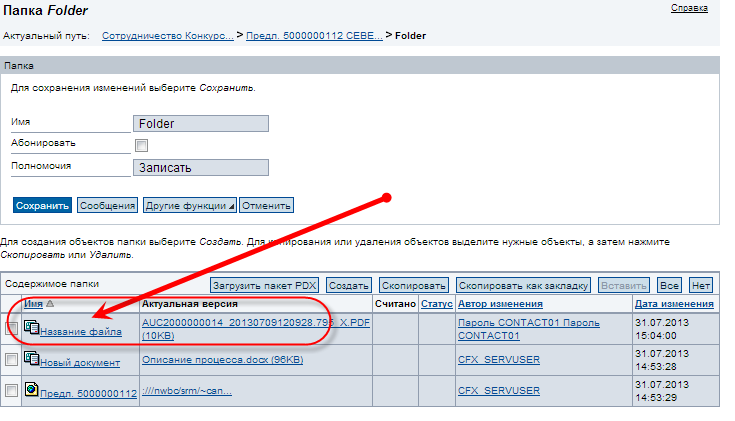 Папка Folder
Справка
Актуальный путь: Сотрудничество Конкурс... > Предл. 5000000112 СЕВЕ... > Folder
Папка
Для сохранения изменений выберите Сохранить.
Имя Folder
Абонировать
Полномочия Записать
Сохранить Сообщения Другие функции Отменить
Для создания объектов папки выберите Создать. Для копирования или удаления объектов выделите нужные объекты, а затем нажмите
Скопировать или Удалить.
Содержимое папки Загрузить пакет PDX Создать Скопировать Скопировать как закладку Вставить Все Нет
Имя Актуальная версия Считано Статус Автор изменения Дата изменения
Название файла AUC2000000014_20130709120928.795_X.PDF (10KB) Пароль CONTACT01 Пароль CONTACT01 31.07.2013 15:04:00
Новый документ Описание процесса.docx (96KB) CFX_SERVUSER 31.07.2013 14:53:28
Предл. 5000000112 :///nwbc/srm/~can... CFX_SERVUSER 31.07.2013 14:53:29